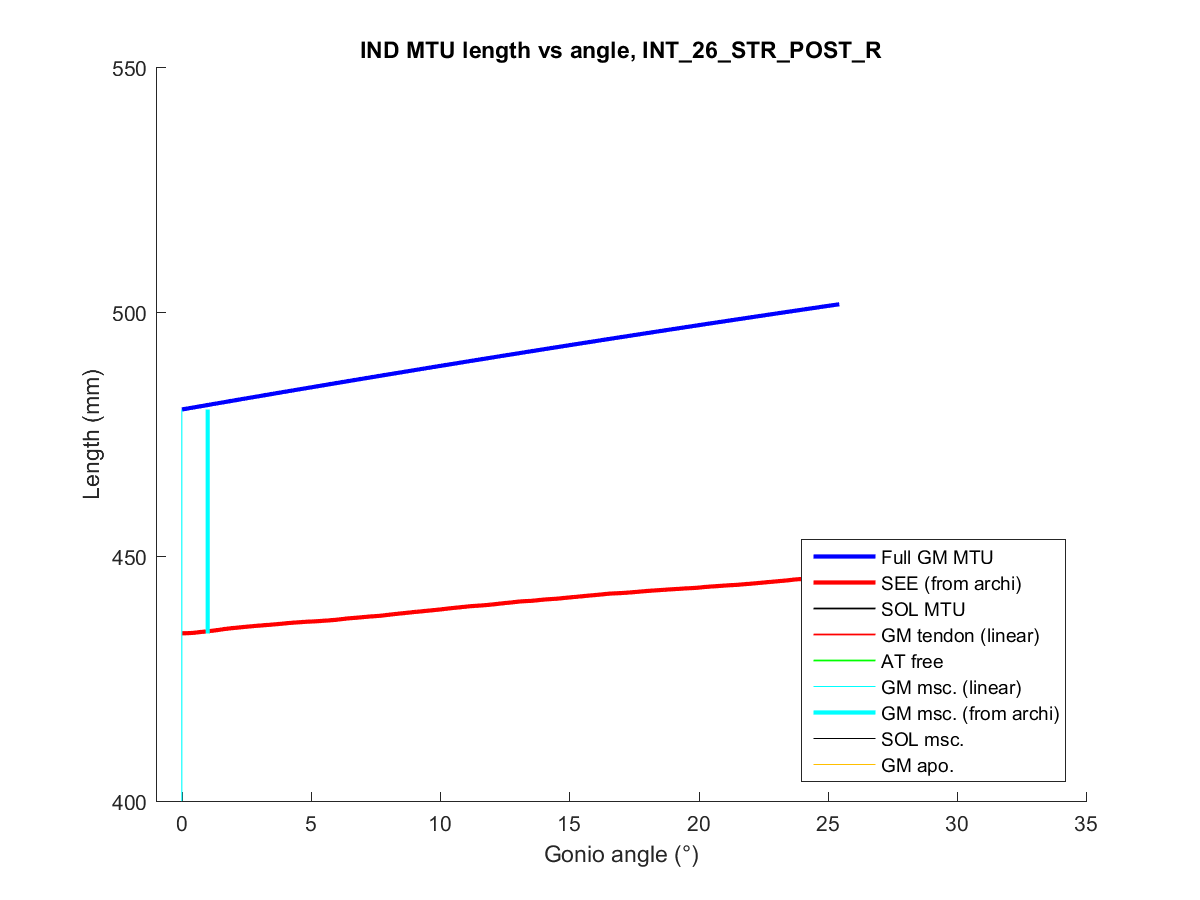 IND MTU length vs angle, INT_26_STR_POST_R
550
500
450
400
Length (mm)
0 5 10 15 20 25 30 35
Gonio angle (°)
Full GM MTU
SEE (from archi)
SOL MTU
GM tendon (linear)
AT free
GM msc. (linear)
GM msc. (from archi)
SOL msc.
GM apo.